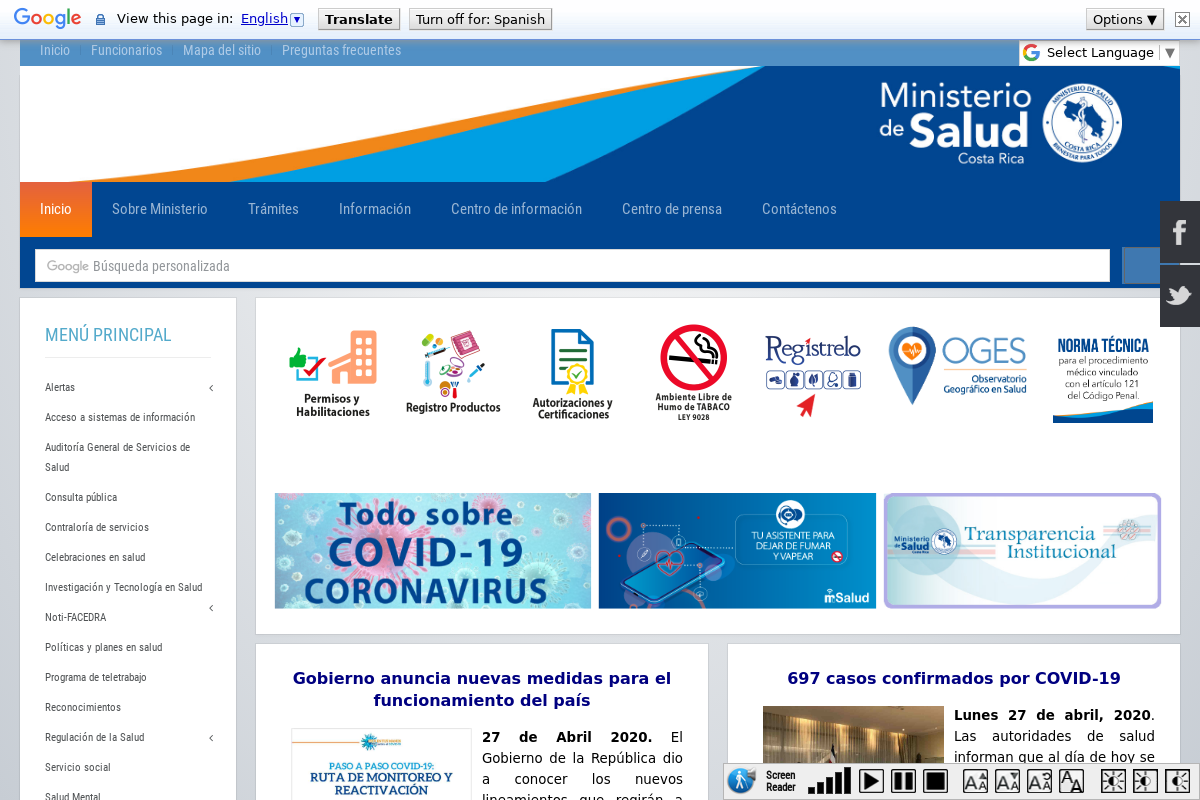 Google View this page in: English ▼ Translate Turn off for: Spanish Options ▼
Inicio Funcionarios Mapa del sitio Preguntas frecuentes
Select Language ▼
Ministerio
de Salud
Costa Rica
MINISTERIO DE SALUD
COSTA RICA
BIENESTAR PARA TODOS
Inicio Sobre Ministerio Trámites Información Centro de información Centro de prensa Contáctenos
Google Búsqueda personalizada
MENÚ PRINCIPAL
Alertas
Acceso a sistemas de información
Auditoría General de Servicios de
Salud
Consulta pública
Contraloría de servicios
Celebraciones en salud
Investigación y Tecnología en Salud
Noti-FACEDRA
Políticas y planes en salud
Programa de teletrabajo
Reconocimientos
Regulación de la Salud
Servicio social
Salud Mental
Permisos y
Habilitaciones
Registro Productos
Autorizaciones y
Certificaciones
Ambiente Libre de
Humo de TABACO
LEY 9028
Regístrelo
OGES
Observatorio
Geográfico en Salud
NORMA TÉCNICA
para el procedimiento
médico vinculado
con el artículo 121
del Código Penal.
Todo sobre
COVID-19
CORONAVIRUS
TU ASISTENTE PARA
DEJAR DE FUMAR
Y VAPEAR
mSalud
Ministerio
de Salud
Costa Rica
Transparencia
Institucional
Gobierno anuncia nuevas medidas para el
funcionamiento del país
PASO A PASO COVID-19:
RUTA DE MONITOREO Y
REACTIVACIÓN
27 de Abril 2020. El
Gobierno de la República dio
a conocer los nuevos
lineamientos que regirán a
697 casos confirmados por COVID-19
Lunes 27 de abril, 2020.
Las autoridades de salud
informan que al día de hoy se
Screen
Reader